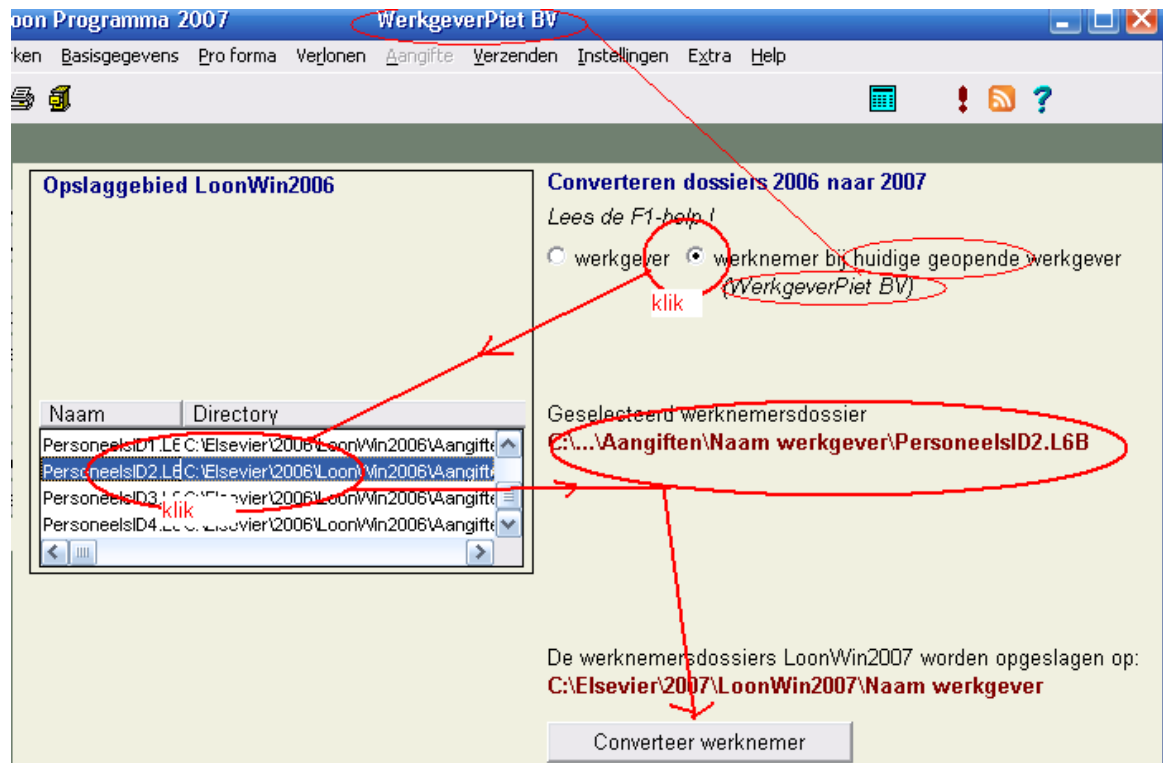 oon Programma 2007 WerkgeverPiet BV
ken Basisgegevens Pro forma Verlonen Aangifte Verzenden Instellingen Extra Help
Opslaggebied LoonWin2006
Converteren dossiers 2006 naar 2007
Lees de F1-help !
werkgever werknemer bij huidige geopende werkgever
(WerkgeverPiet BV)
klik
Naam Directory
PersoneelsID1.L6 C:\Elsevier\2006\LoonWin2006\Aangifte
PersoneelsID2.L6 C:\Elsevier\2006\LoonWin2006\Aangifte
PersoneelsID3 C:\Elsevier\2006\LoonWin2006\Aangifte
klik
PersoneelsID4 C:\Elsevier\2006\LoonWin2006\Aangifte
Geselecteerd werknemersdossier
C:\...\Aangiften\Naam werkgever\PersoneelsID2.L6B
De werknemersdossiers LoonWin2007 worden opgeslagen op:
C:\Elsevier\2007\LoonWin2007\Naam werkgever
Converteer werknemer